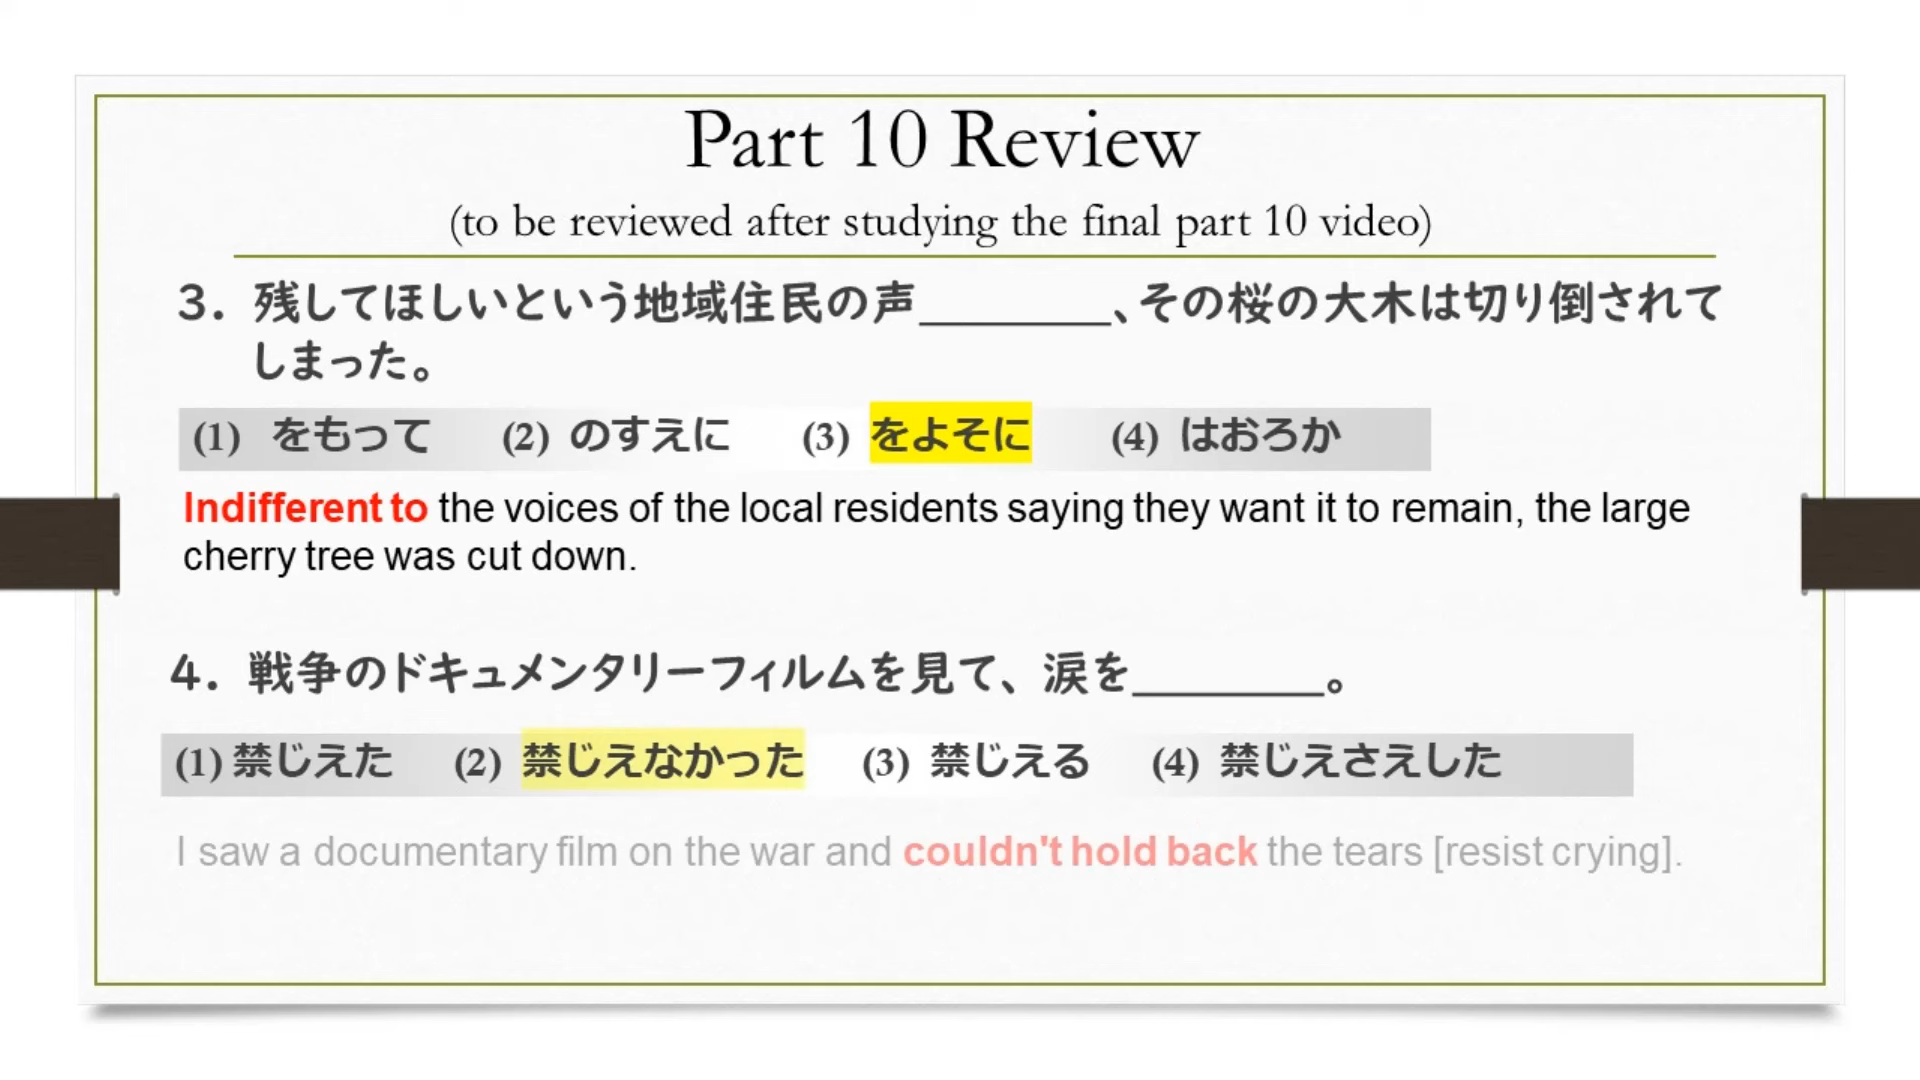 Part 10 Review
(to be reviewed after studying the final part 10 video)
３．残してほしいという地域住民の声________、その桜の大木は切り倒されて
しまった。
(1) をもって (2) のすえに (3) をよそに (4) はおろか
Indifferent to the voices of the local residents saying they want it to remain, the large
cherry tree was cut down.
４．戦争のドキュメンタリーフィルムを見て、涙を________。
(1) 禁じえた (2) 禁じえなかった (3) 禁じえる (4) 禁じえさえした
I saw a documentary film on the war and couldn't hold back the tears [resist crying].